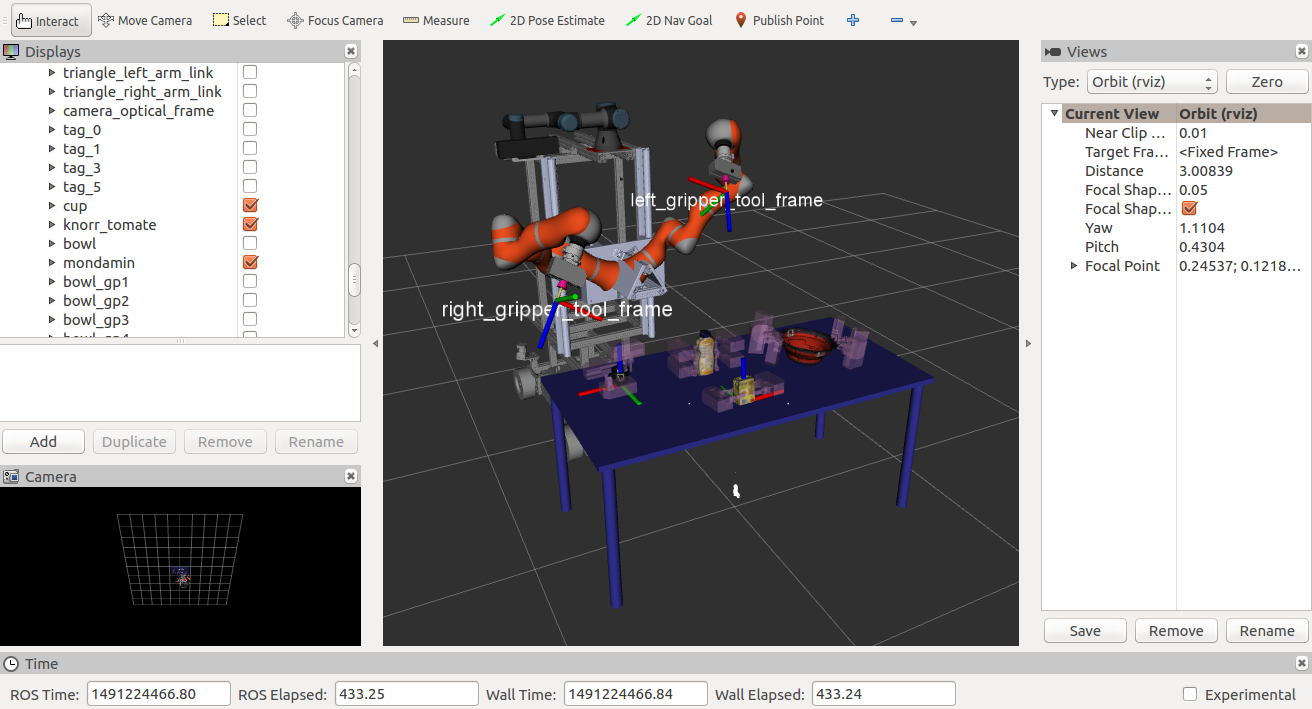 Interact Move Camera Select Focus Camera Measure 2D Pose Estimate 2D Nav Goal Publish Point
Displays
triangle_left_arm_link
triangle_right_arm_link
camera_optical_frame
tag_0
tag_1
tag_3
tag_5
cup
knorr_tomate
bowl
mondamin
bowl_gp1
bowl_gp2
bowl_gp3
Add Duplicate Remove Rename
Camera
left_gripper_tool_frame
right_gripper_tool_frame
Views
Type: Orbit (rviz) Zero
Current View Orbit (rviz)
Near Clip ... 0.01
Target Fra... <Fixed Frame>
Distance 3.00839
Focal Shap... 0.05
Focal Shap...
Yaw 1.1104
Pitch 0.4304
Focal Point 0.24537; 0.1218...
Save Remove Rename
Time
ROS Time: 1491224466.80 ROS Elapsed: 433.25 Wall Time: 1491224466.84 Wall Elapsed: 433.24 Experimental